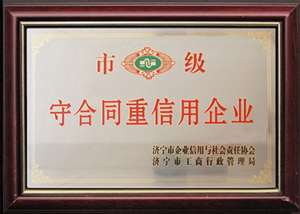 市级
守合同重信用企业
济宁市企业信用与社会责任协会
济宁市工商行政管理局